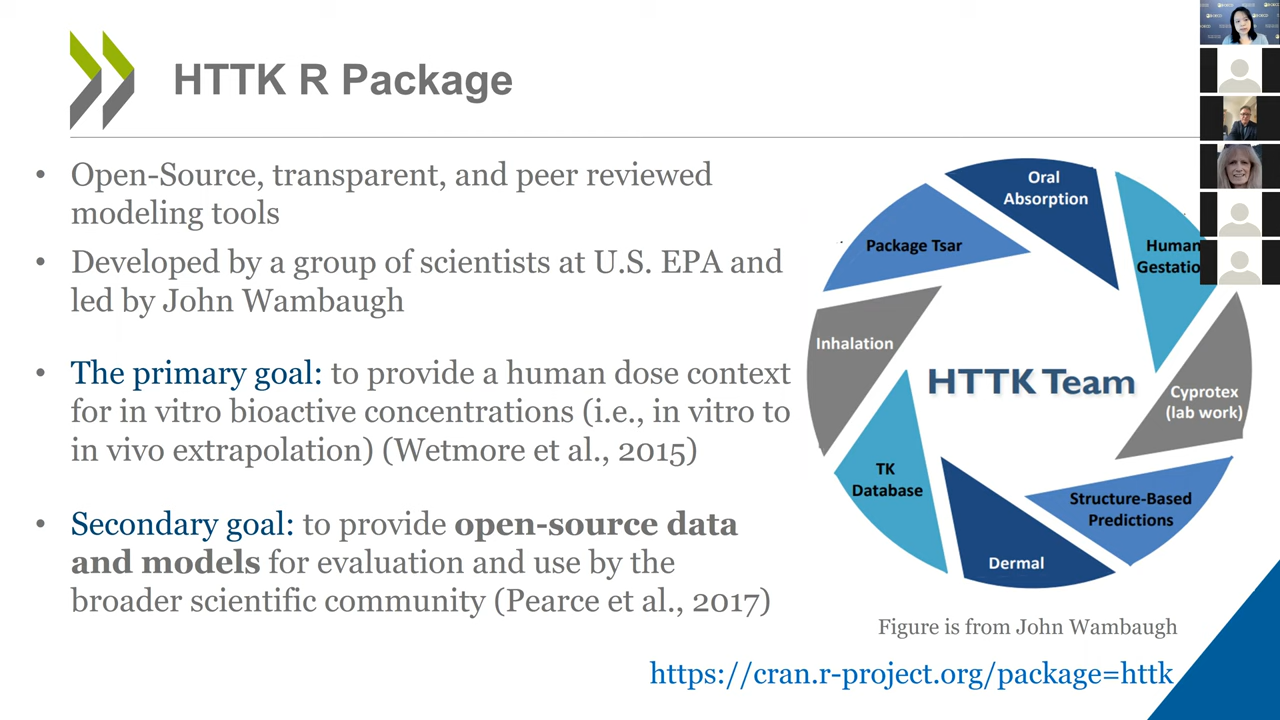 HTTK R Package
• Open-Source, transparent, and peer reviewed
modeling tools
• Developed by a group of scientists at U.S. EPA and
led by John Wambaugh
• The primary goal: to provide a human dose context
for in vitro bioactive concentrations (i.e., in vitro to
in vivo extrapolation) (Wetmore et al., 2015)
• Secondary goal: to provide open-source data
and models for evaluation and use by the
broader scientific community (Pearce et al., 2017)
Oral
Absorption
Human
Gestatio
Cyprotex
(lab work)
Structure-Based
Predictions
Dermal
TK
Database
Inhalation
Package Tsar
HTTK Team
Figure is from John Wambaugh
https://cran.r-project.org/package=httk